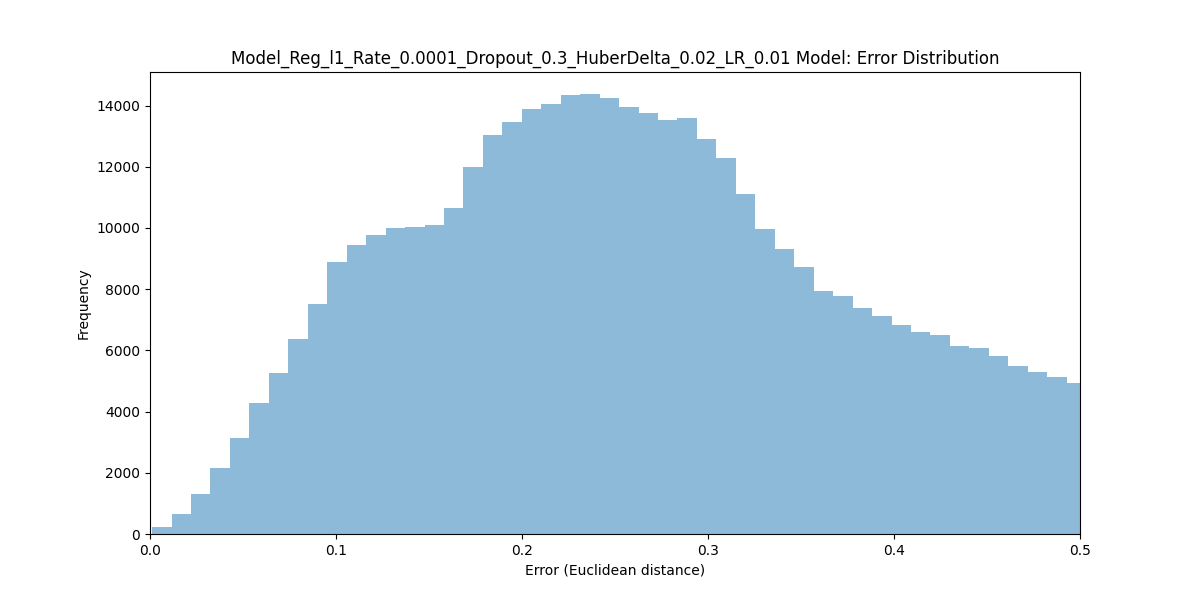 Model_Reg_l1_Rate_0.0001_Dropout_0.3_HuberDelta_0.02_LR_0.01 Model: Error Distribution
14000
12000
10000
8000
6000
4000
2000
0
Frequency
0.0 0.1 0.2 0.3 0.4 0.5
Error (Euclidean distance)